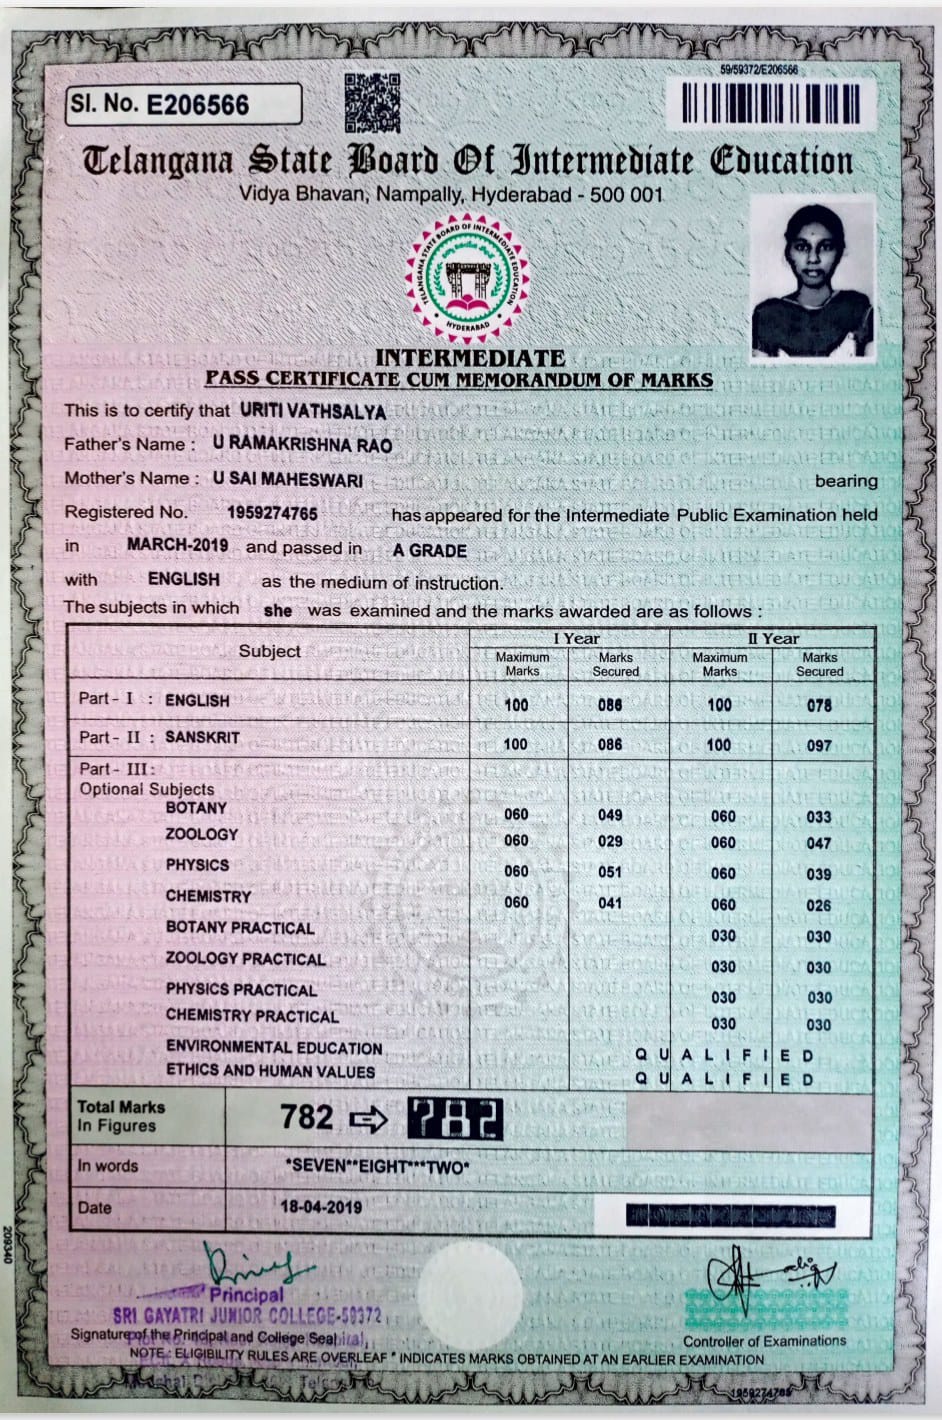 59/59372/E206566
Sl. No. E206566
Telangana State Board Of Intermediate Education
Vidya Bhavan, Nampally, Hyderabad - 500 001
TELANGANA STATE BOARD OF INTERMEDIATE EDUCATION
HYDERABAD
INTERMEDIATE
PASS CERTIFICATE CUM MEMORANDUM OF MARKS
This is to certify that URITI VATHSALYA
Father's Name : U RAMAKRISHNA RAO
Mother's Name : U SAI MAHESWARI bearing
Registered No. 1959274765 has appeared for the Intermediate Public Examination held
in MARCH-2019 and passed in A GRADE
with ENGLISH as the medium of instruction.
The subjects in which she was examined and the marks awarded are as follows :
Subject I Year II Year
Maximum Marks Marks Secured Maximum Marks Marks Secured
Part - I : ENGLISH 100 086 100 078
Part - II : SANSKRIT 100 086 100 097
Part - III :
Optional Subjects
BOTANY 060 049 060 033
ZOOLOGY 060 029 060 047
PHYSICS 060 051 060 039
CHEMISTRY 060 041 060 026
BOTANY PRACTICAL 030 030
ZOOLOGY PRACTICAL 030 030
PHYSICS PRACTICAL 030 030
CHEMISTRY PRACTICAL 030 030
ENVIRONMENTAL EDUCATION QUALIFIED
ETHICS AND HUMAN VALUES QUALIFIED
Total Marks In Figures 782 782
In words *SEVEN**EIGHT***TWO*
Date 18-04-2019
209340
Principal
SRI GAYATRI JUNIOR COLLEGE-59372
Signature of the Principal and College Seal
Controller of Examinations
NOTE : ELIGIBILITY RULES ARE OVERLEAF * INDICATES MARKS OBTAINED AT AN EARLIER EXAMINATION
1959274765